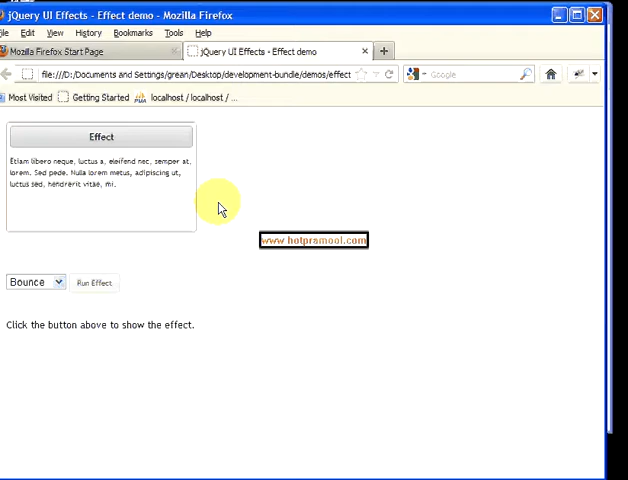 jQuery UI Effects - Effect demo - Mozilla Firefox
ile Edit View History Bookmarks Tools Help
Mozilla Firefox Start Page
jQuery UI Effects - Effect demo
file:///D:/Documents and Settings/grean/Desktop/development-bundle/demos/effect
Google
Most Visited Getting Started localhost / localhost / ...
Effect
Etiam libero neque, luctus a, eleifend nec, semper at,
lorem. Sed pede. Nulla lorem metus, adipiscing ut,
luctus sed, hendrerit vitae, mi.
www.hotpramool.com
Bounce Run Effect
Click the button above to show the effect.